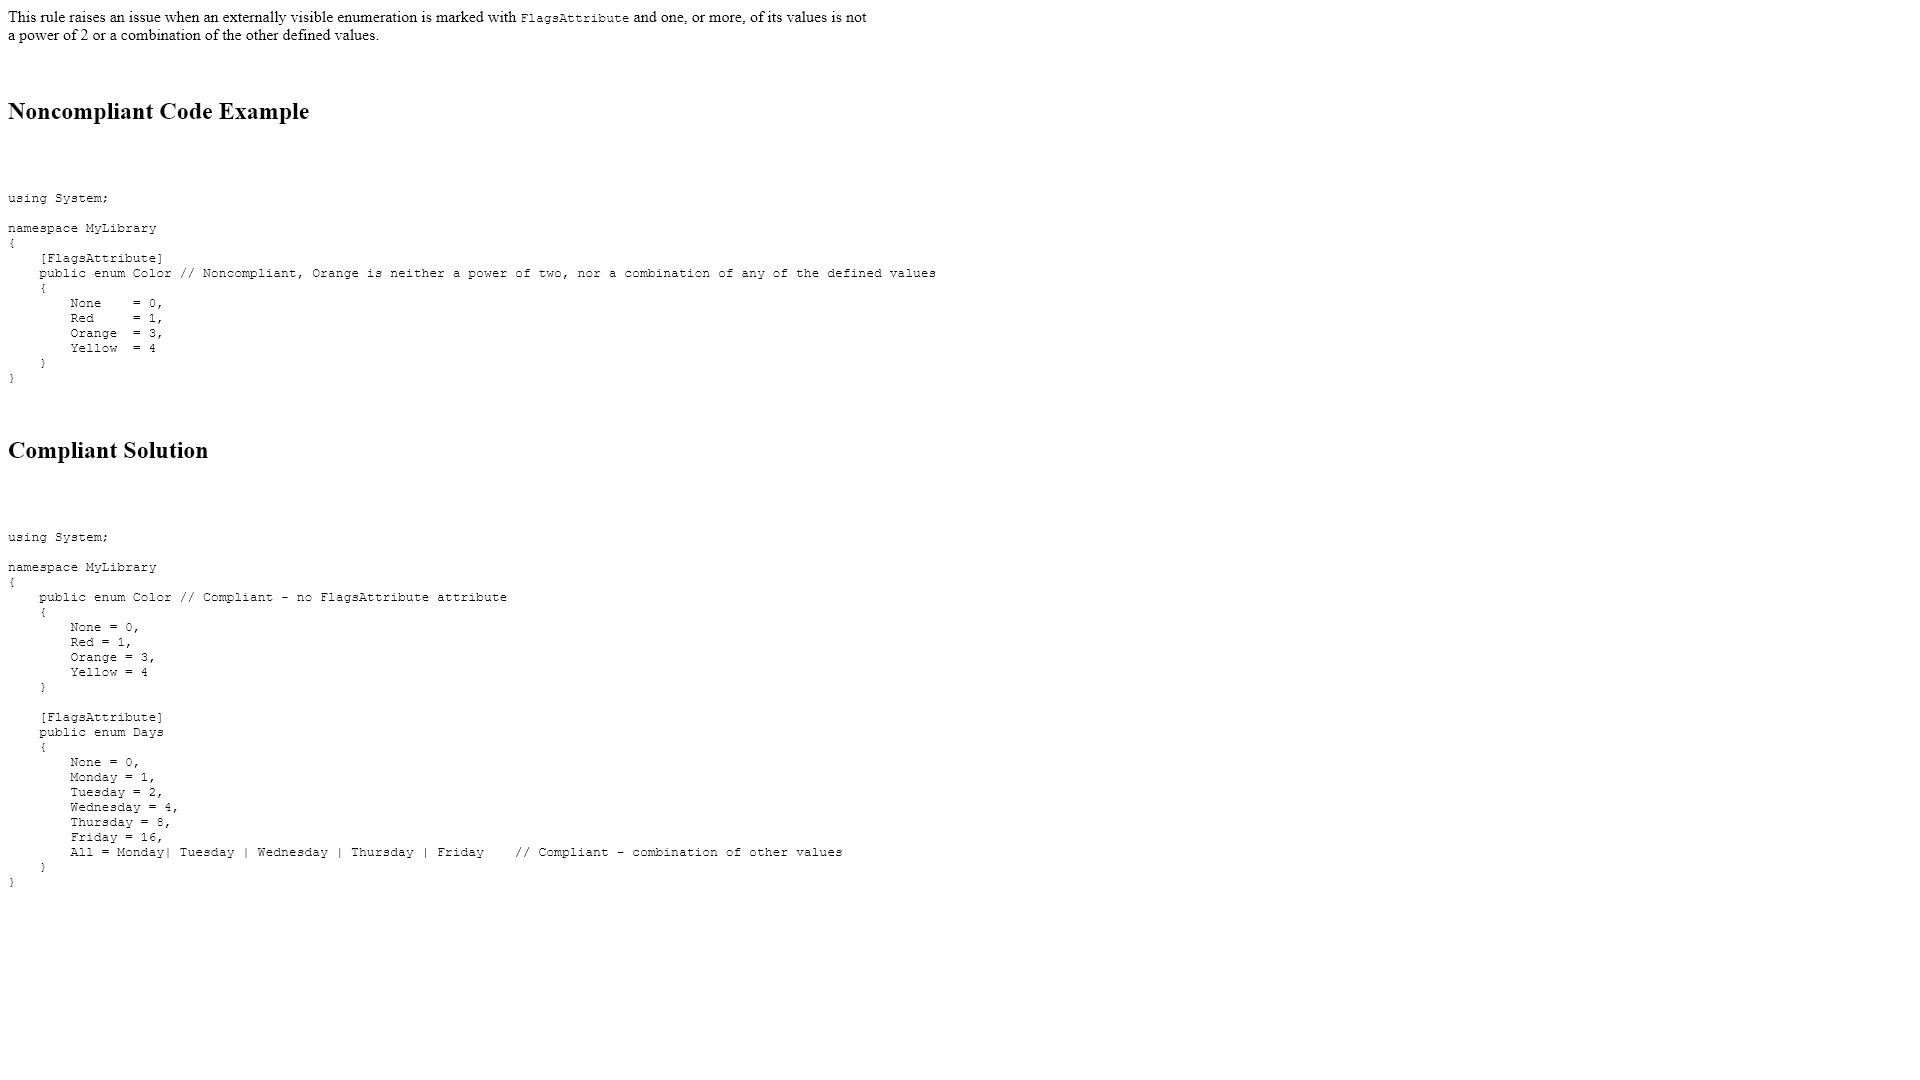 This rule raises an issue when an externally visible enumeration is marked with FlagsAttribute and one, or more, of its values is not
a power of 2 or a combination of the other defined values.
Noncompliant Code Example
using System;
namespace MyLibrary
{
    [FlagsAttribute]
    public enum Color // Noncompliant, Orange is neither a power of two, nor a combination of any of the defined values
    {
        None    = 0,
        Red     = 1,
        Orange  = 3,
        Yellow  = 4
    }
}
Compliant Solution
using System;
namespace MyLibrary
{
    public enum Color // Compliant - no FlagsAttribute attribute
    {
        None = 0,
        Red = 1,
        Orange = 3,
        Yellow = 4
    }
    [FlagsAttribute]
    public enum Days
    {
        None = 0,
        Monday = 1,
        Tuesday = 2,
        Wednesday = 4,
        Thursday = 8,
        Friday = 16,
        All = Monday| Tuesday | Wednesday | Thursday | Friday    // Compliant - combination of other values
    }
}